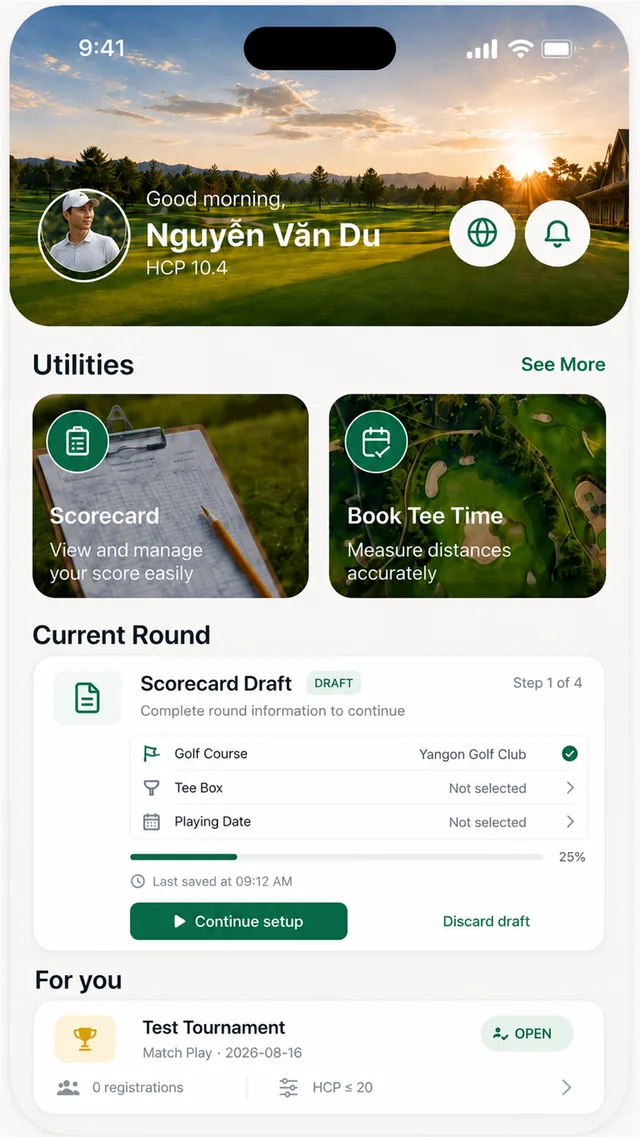 9:41
Good morning,
Nguyễn Văn Du
HCP 10.4
Utilities
See More
Scorecard
View and manage
your score easily
Book Tee Time
Measure distances
accurately
Current Round
Scorecard Draft
DRAFT
Step 1 of 4
Complete round information to continue
Golf Course
Yangon Golf Club
Tee Box
Not selected
Playing Date
Not selected
25%
Last saved at 09:12 AM
Continue setup
Discard draft
For you
Test Tournament
OPEN
Match Play · 2026-08-16
0 registrations
HCP ≤ 20